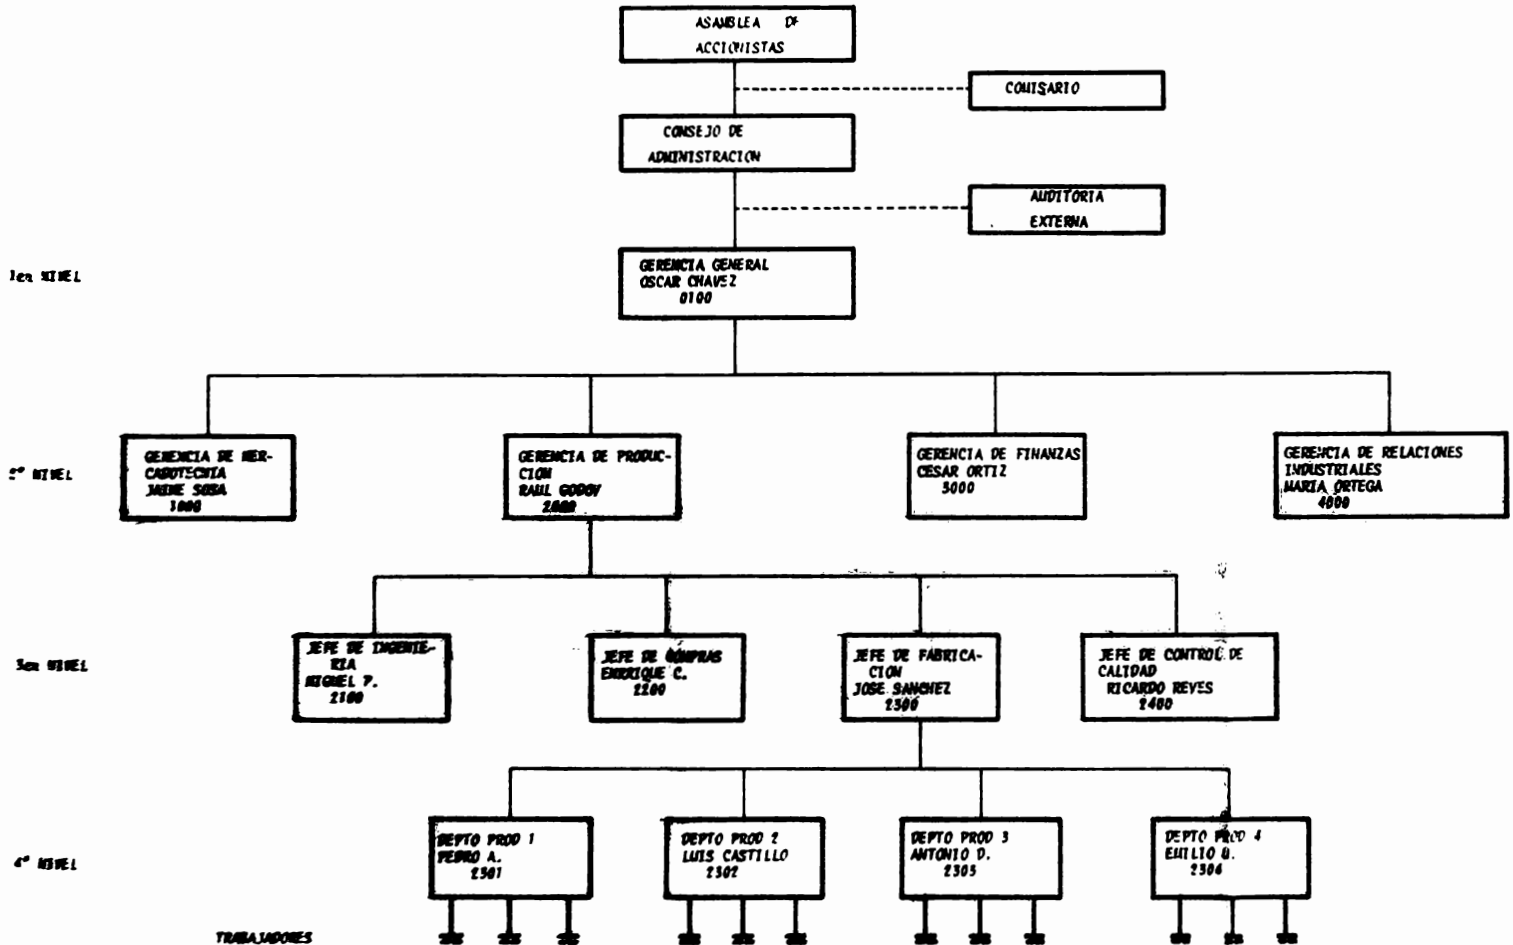 ASAMBLEA DE
ACCIONISTAS
COMISARIO
CONSEJO DE
ADMINISTRACION
AUDITORIA
EXTERNA
1er NIVEL
GERENCIA GENERAL
OSCAR CHAVEZ
0100
2º NIVEL
GERENCIA DE MER-
CADOTECNIA
JAIME SOSA
1000
GERENCIA DE PRODUC-
CION
RAUL GODOY
2000
GERENCIA DE FINANZAS
CESAR ORTIZ
3000
GERENCIA DE RELACIONES
INDUSTRIALES
MARIA ORTEGA
4000
3er NIVEL
JEFE DE INGENIE-
RIA
MIGUEL P.
2100
JEFE DE COMPRAS
ENRRIQUE C.
2200
JEFE DE FABRICA-
CION
JOSE SANCHEZ
2300
JEFE DE CONTROL DE
CALIDAD
RICARDO REYES
2400
4º NIVEL
DEPTO PROD 1
PEDRO A.
2301
DEPTO PROD 2
LUIS CASTILLO
2302
DEPTO PROD 3
ANTONIO D.
2303
DEPTO PROD 4
EMILIO
2304
TRABAJADORES